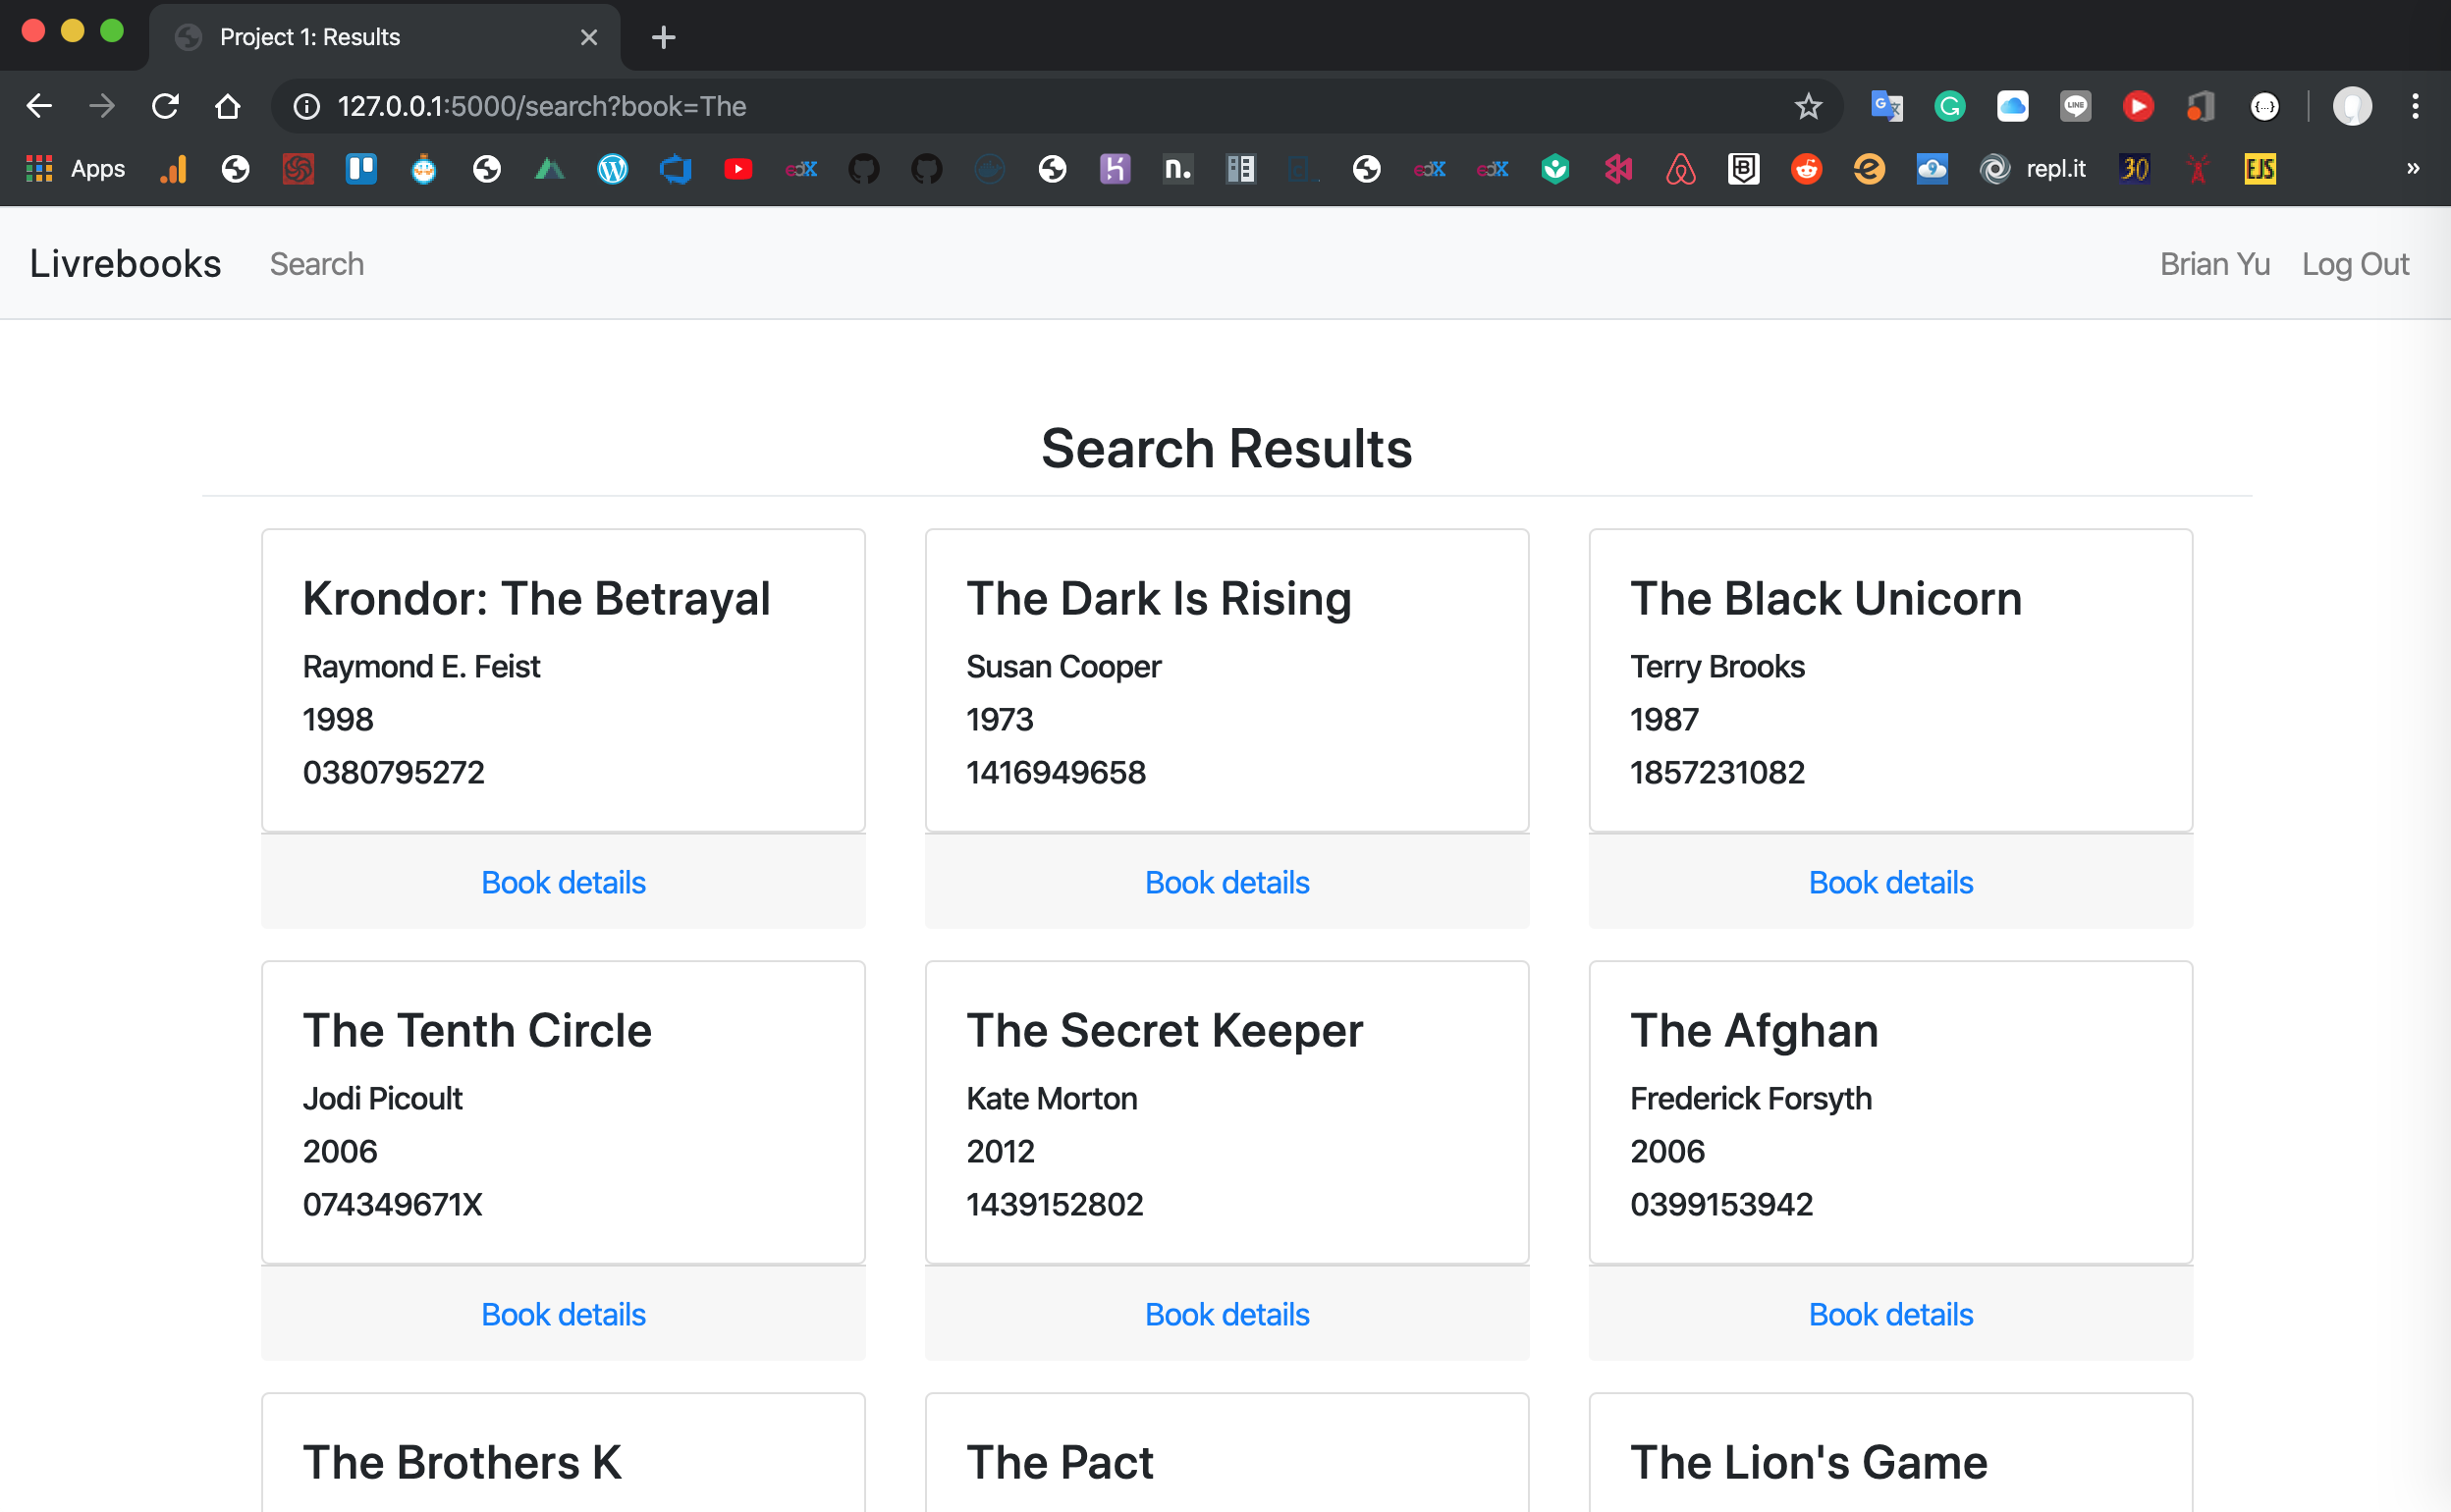 Project 1: Results
127.0.0.1:5000/search?book=The
Apps
repl.it
Livrebooks Search Brian Yu Log Out
Search Results
Krondor: The Betrayal
Raymond E. Feist
1998
0380795272
Book details
The Dark Is Rising
Susan Cooper
1973
1416949658
Book details
The Black Unicorn
Terry Brooks
1987
1857231082
Book details
The Tenth Circle
Jodi Picoult
2006
074349671X
Book details
The Secret Keeper
Kate Morton
2012
1439152802
Book details
The Afghan
Frederick Forsyth
2006
0399153942
Book details
The Brothers K
The Pact
The Lion's Game